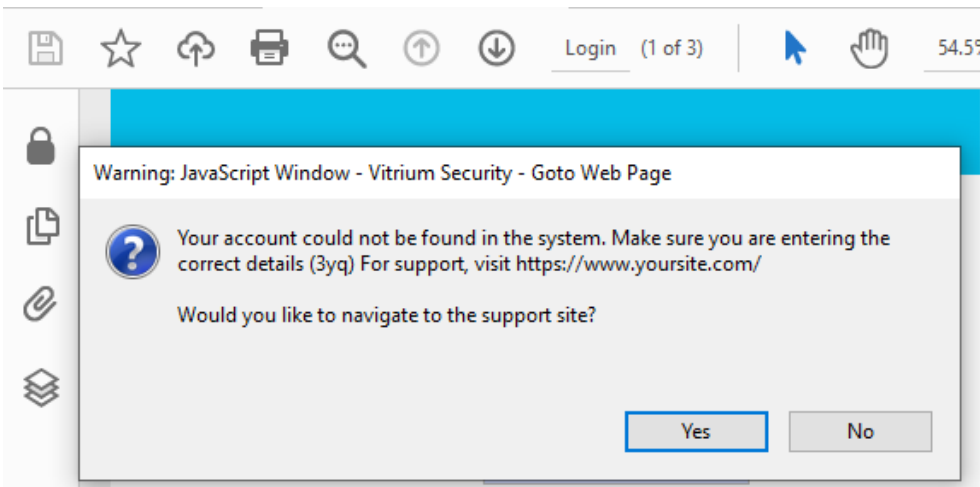 Login (1 of 3)
54.5%
Warning: JavaScript Window - Vitrium Security - Goto Web Page
Your account could not be found in the system. Make sure you are entering the
correct details (3yq) For support, visit https://www.yoursite.com/
Would you like to navigate to the support site?
Yes No